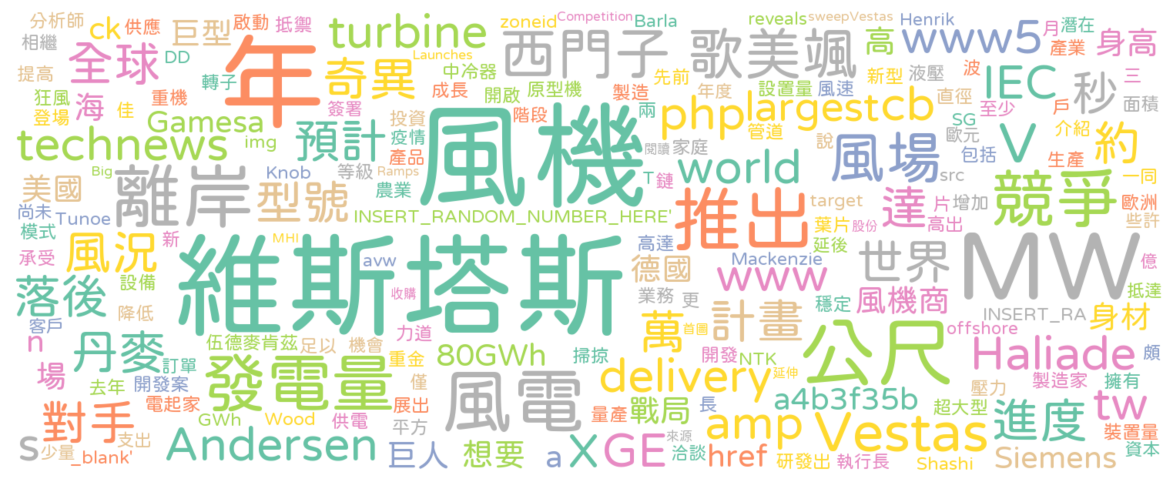 分析師 ck 供應 巨型 啟動 抵禦 turbine zoneid Competition Barla reveals sweepVestas Henrik 月 潛在
相繼 全球 DD 年 奇異 西門子 歌美颯 高 www5 產業 身高
提高 海 轉子 中冷器 先前 設置量 新型 液壓 波 三
Launches 原型機 年度 風速 直徑 IEC 秒 面積
狂風 佳 重機 成長 開啟 製造 兩 php largest cb 至少 戶
登場 Gamesa 簽署 投資 階段 管道 說 歐元 SG 介紹 約
technews img 預計 疫情 風機 閱讀 家庭 world 風場 包括 V 生產 一同
Big 美國 離岸 Knob 等級 產品 Ramps T 鏈 src 片 增加 競爭 歐洲
尚未 Tunoe 型號 農業 INSERT_RANDOM_NUMBER_HERE' 推出 target 葉片 股份 達 高出 些許
模式 新 MHI 高達 延後
承受 風況 維斯塔斯 avw 德國 Mackenzie www 世界 MW 億
設備 收購 業務 更 穩定 風機商 抵達
落後 降低 萬 首圈 計畫 公尺 INSERT_RA 身材
客戶 伍德麥肯茲 力道 offshore
n 丹麥 足以 機會 80GWh 掃掠 開發 NTK Haliade 頗
場 訂單 發電量 重金 風電 delivery 延伸 壓力 製造家 擁有
去年 開發案 僅 a4b3f35b tw
對手 電起家 GWh Wood 供電 展出 量產 戰局 長 amp Vestas 超大型 進度 裝置量
s 少量 支出 平方 來源 資本
_blank' Andersen 巨人 想要 a X GE 洽談 href 研發出 執行長 Shashi Siemens